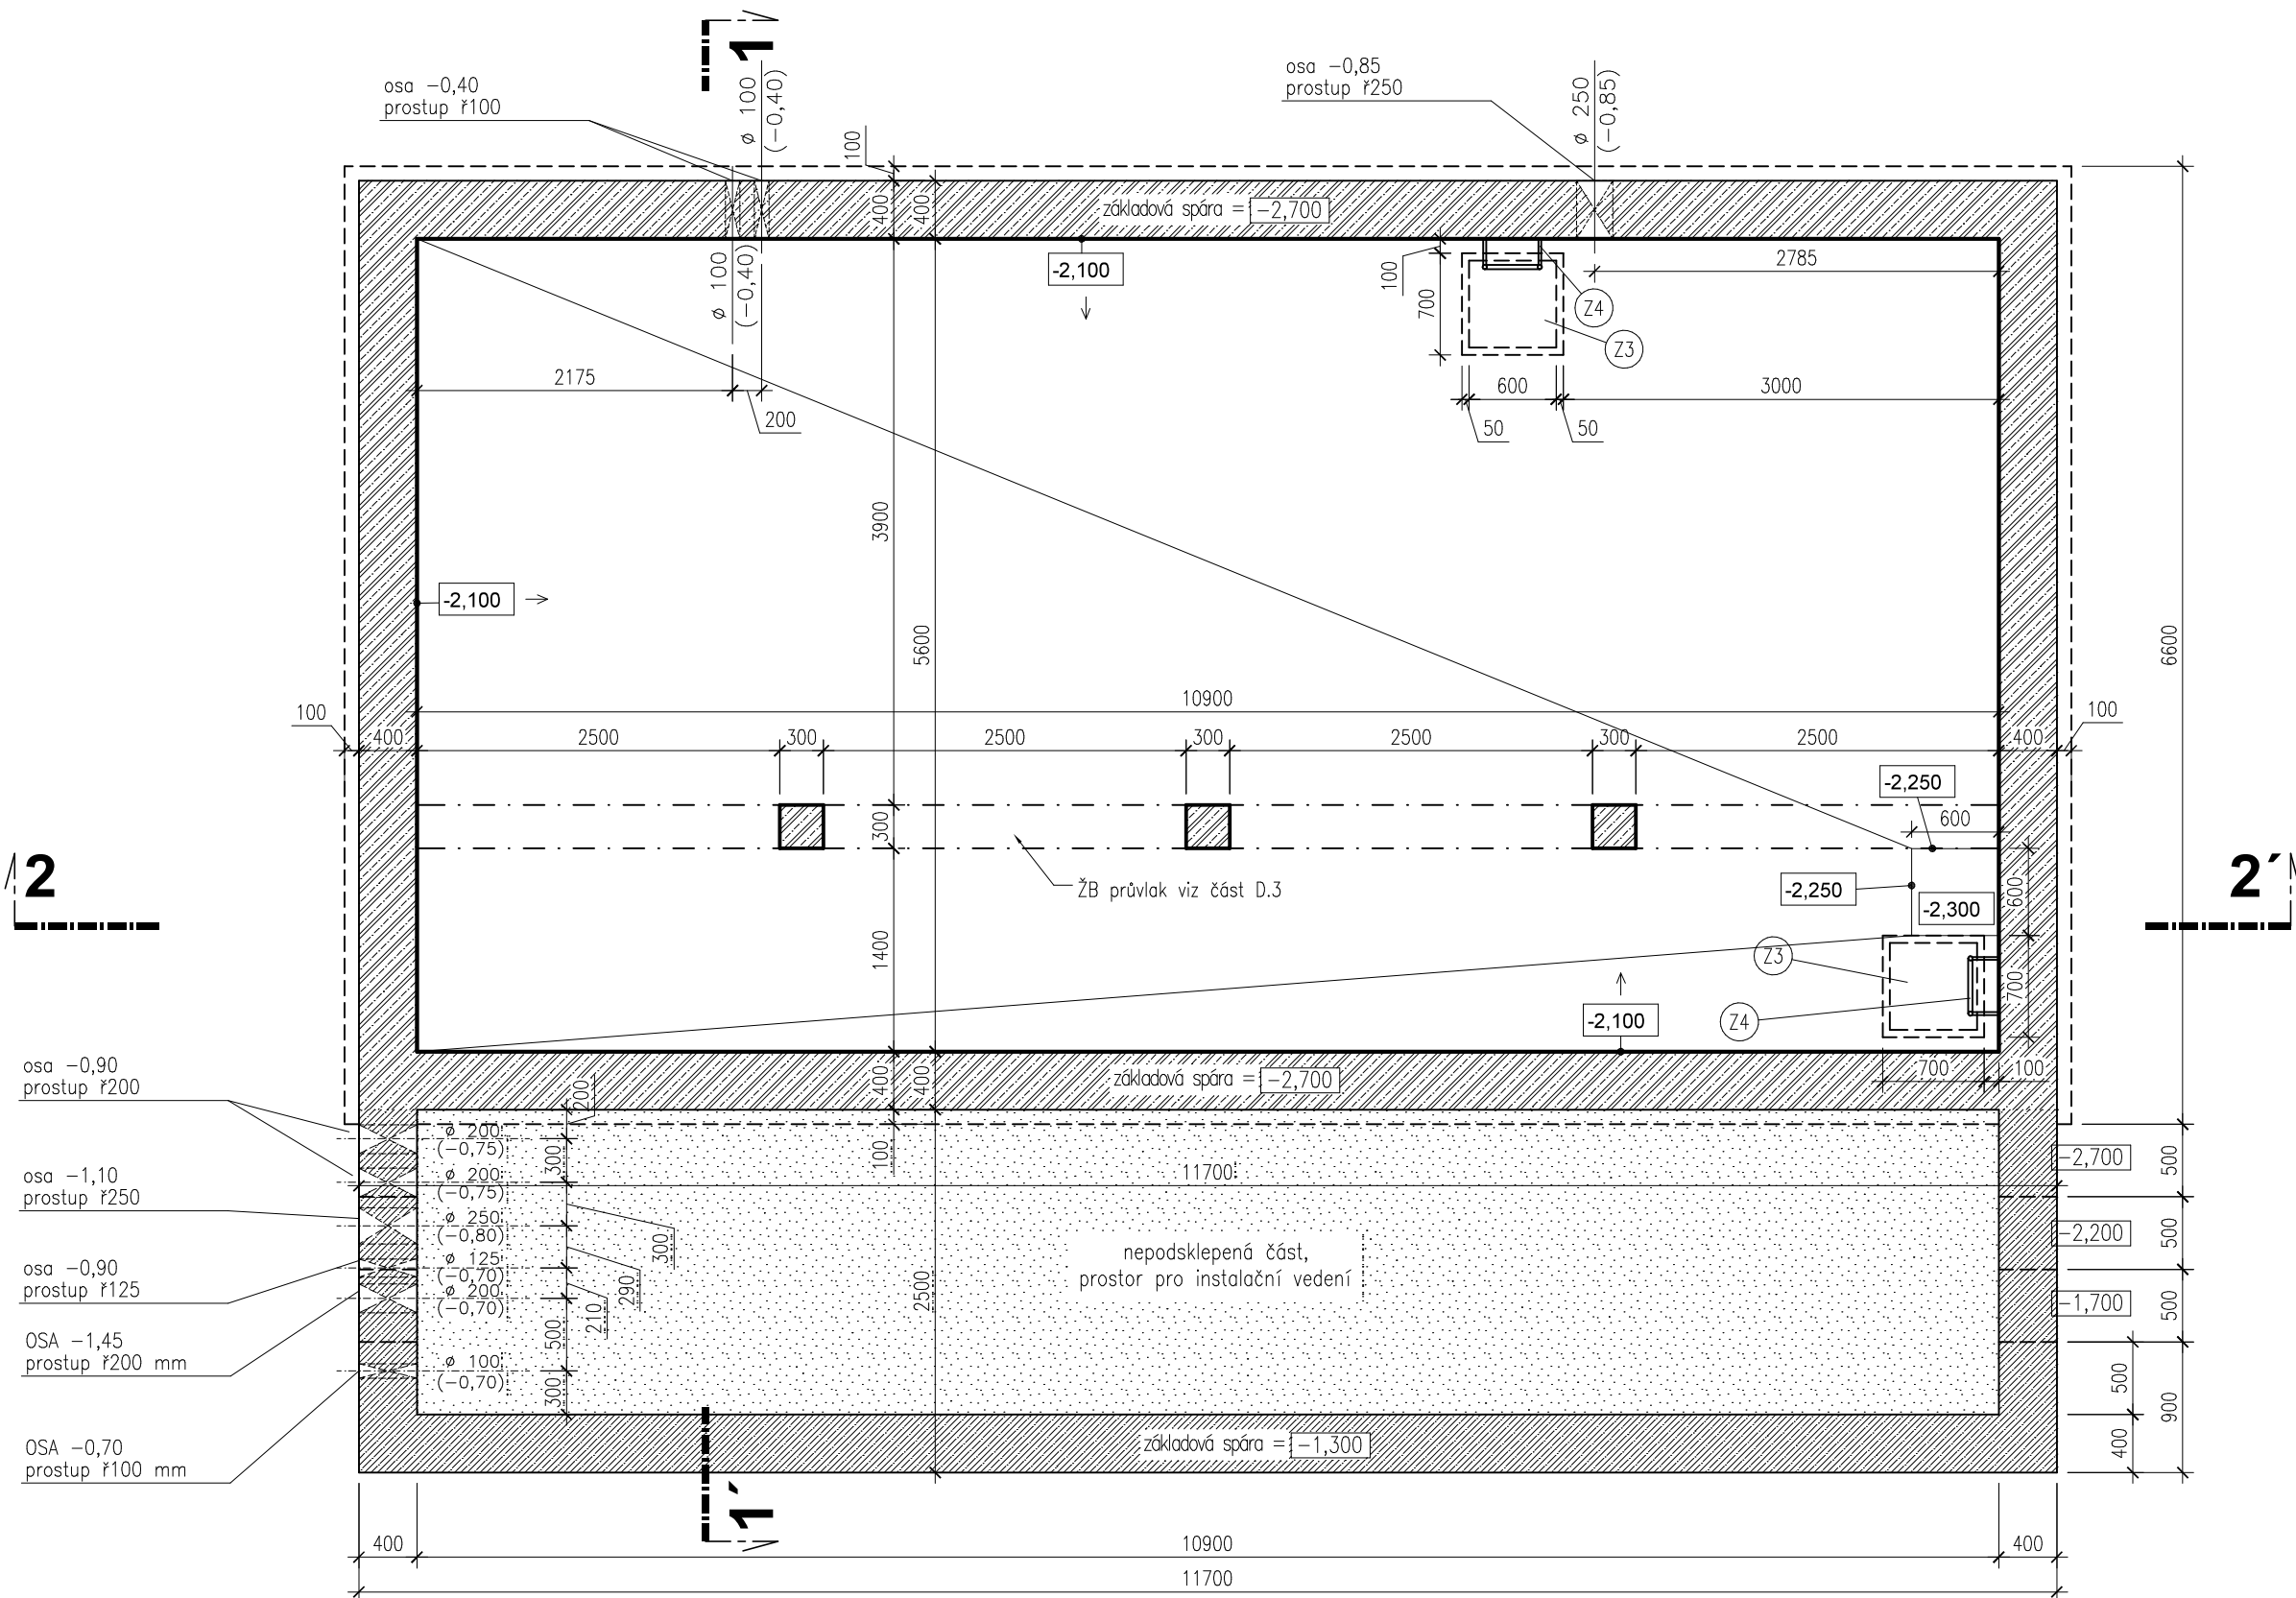 1
osa -0,40
prostup ř100
ø 100
(-0,40)
osa -0,85
prostup ř250
ø 250
(-0,85)
100
400
400
základová spára = -2,700
ø 100
(-0,40)
-2,100
100
700
2785
Z4
Z3
2175
200
600
3000
50
50
3900
5600
6600
-2,100
10900
100
400
2500
300
2500
300
2500
300
2500
400
100
-2,250
600
300
2
ŽB průvlak viz část D.3
-2,250
-2,300
600
2´
1400
Z3
Z4
700
-2,100
osa -0,90
prostup ř200
200
400
400
základová spára = -2,700
700
100
ø 200
(-0,75)
300
100
-2,700
500
osa -1,10
prostup ř250
ø 200
(-0,75)
11700
ø 250
(-0,80)
300
-2,200
500
osa -0,90
prostup ř125
ø 125
(-0,70)
290
nepodsklepená část,
prostor pro instalační vedení
2500
ø 200
(-0,70)
210
-1,700
500
OSA -1,45
prostup ř200 mm
500
ø 100
(-0,70)
300
500
900
OSA -0,70
prostup ř100 mm
základová spára = -1,300
400
1´
400
10900
400
11700